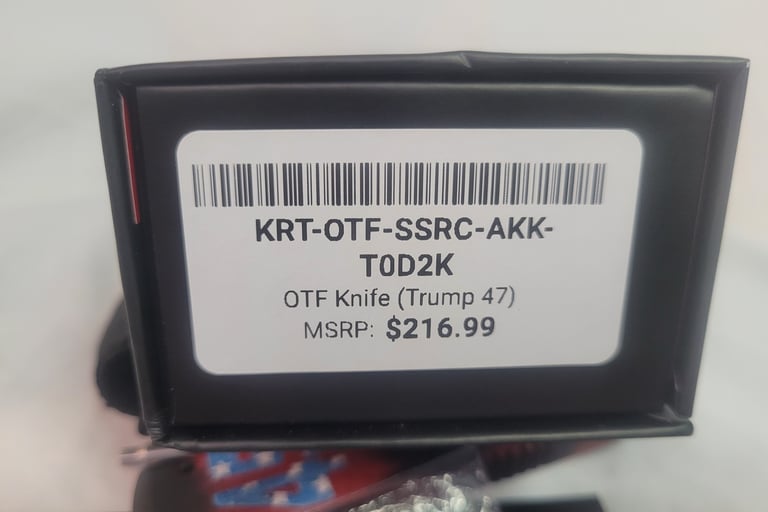 KRT-OTF-SSRC-AKK-
T0D2K
OTF Knife (Trump 47)
MSRP: $216.99